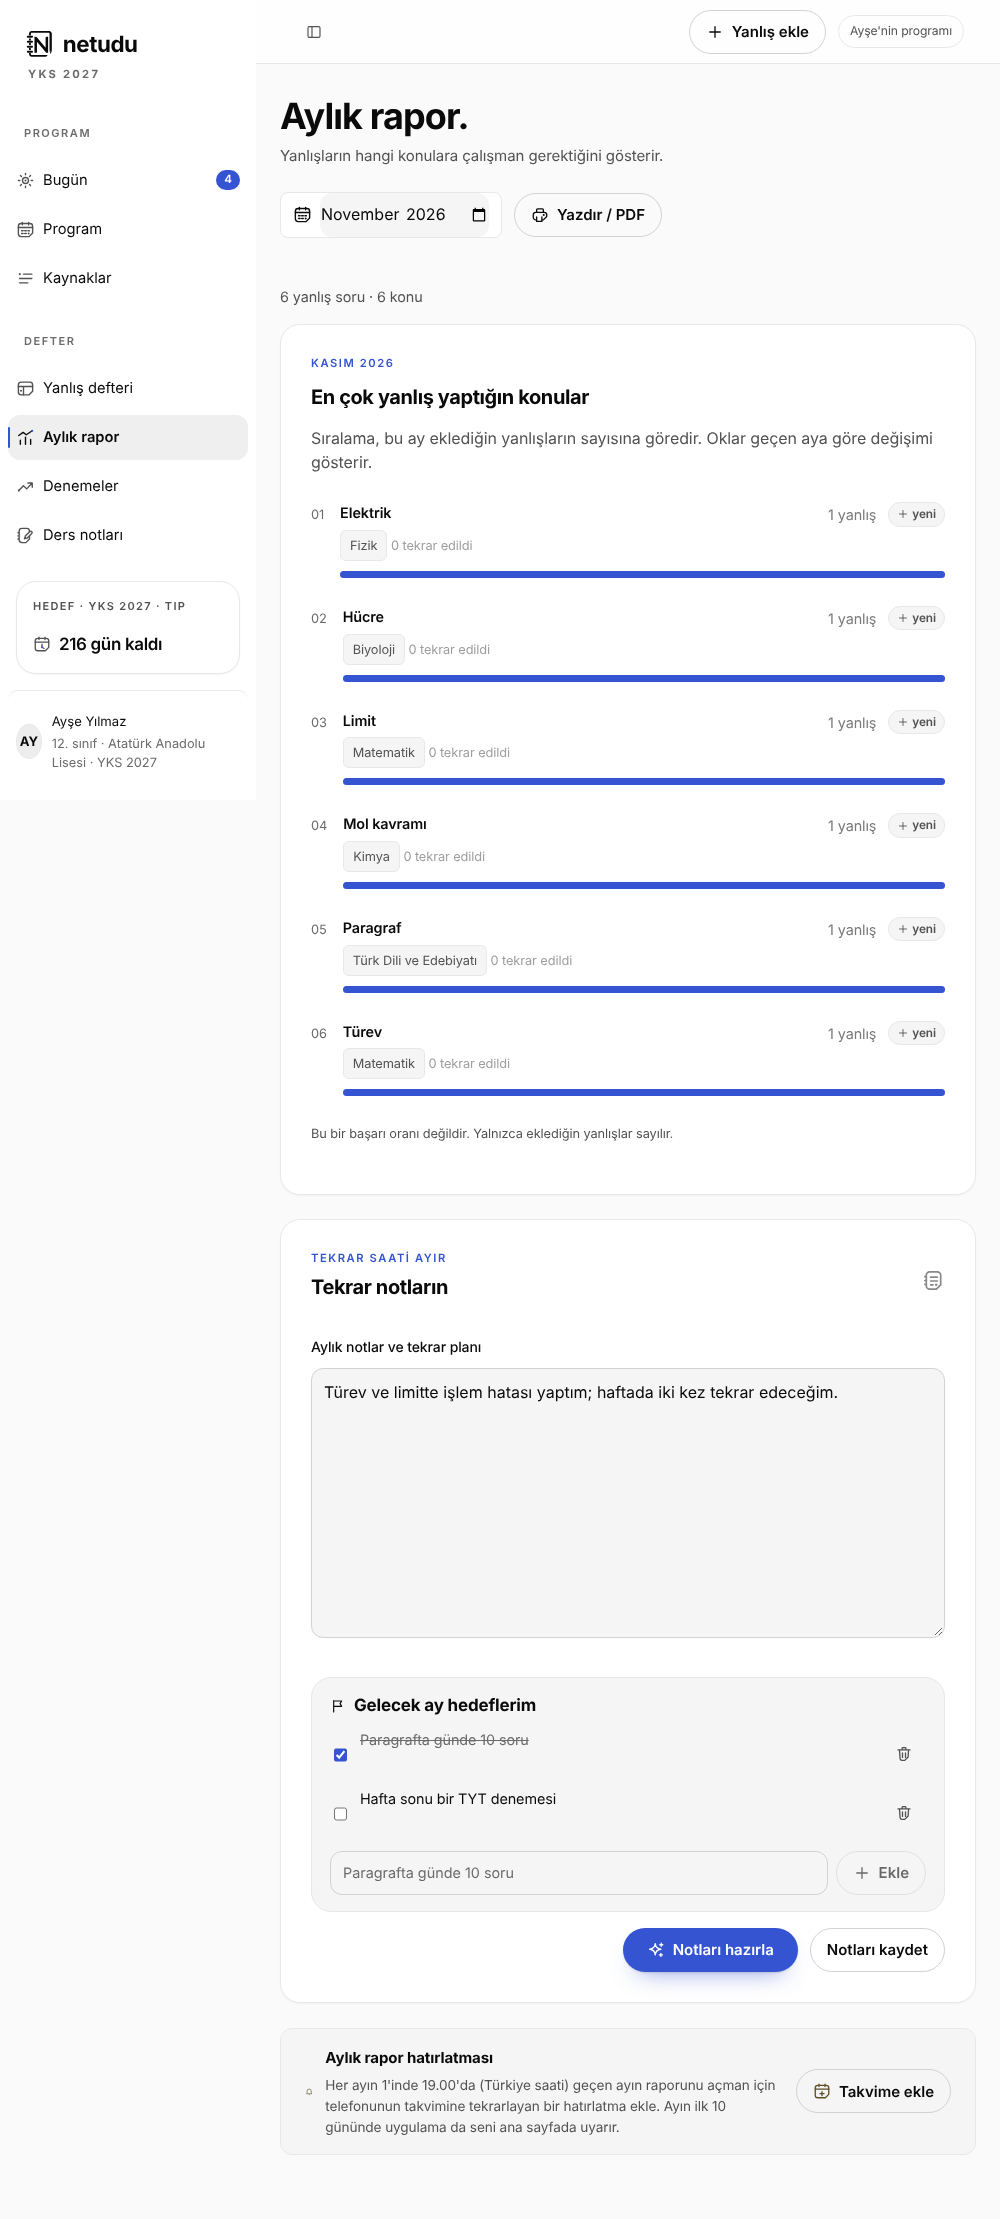 netudu
YKS 2027
PROGRAM
Bugün 4
Program
Kaynaklar
DEFTER
Yanlış defteri
Aylık rapor
Denemeler
Ders notları
HEDEF · YKS 2027 · TIP
216 gün kaldı
AY
Ayşe Yılmaz
12. sınıf · Atatürk Anadolu
Lisesi · YKS 2027
Yanlış ekle
Ayşe'nin programı
Aylık rapor.
Yanlışların hangi konulara çalışman gerektiğini gösterir.
November 2026
Yazdır / PDF
6 yanlış soru · 6 konu
KASIM 2026
En çok yanlış yaptığın konular
Sıralama, bu ay eklediğin yanlışların sayısına göredir. Oklar geçen aya göre değişimi
gösterir.
01 Elektrik 1 yanlış + yeni
Fizik 0 tekrar edildi
02 Hücre 1 yanlış + yeni
Biyoloji 0 tekrar edildi
03 Limit 1 yanlış + yeni
Matematik 0 tekrar edildi
04 Mol kavramı 1 yanlış + yeni
Kimya 0 tekrar edildi
05 Paragraf 1 yanlış + yeni
Türk Dili ve Edebiyatı 0 tekrar edildi
06 Türev 1 yanlış + yeni
Matematik 0 tekrar edildi
Bu bir başarı oranı değildir. Yalnızca eklediğin yanlışlar sayılır.
TEKRAR SAATİ AYIR
Tekrar notların
Aylık notlar ve tekrar planı
Türev ve limitte işlem hatası yaptım; haftada iki kez tekrar edeceğim.
Gelecek ay hedeflerim
Paragrafta günde 10 soru
Hafta sonu bir TYT denemesi
Paragrafta günde 10 soru
+ Ekle
Notları hazırla
Notları kaydet
Aylık rapor hatırlatması
Her ayın 1'inde 19.00'da (Türkiye saati) geçen ayın raporunu açman için
telefonunun takvimine tekrarlayan bir hatırlatma ekle. Ayın ilk 10
gününde uygulama da seni ana sayfada uyarır.
Takvime ekle